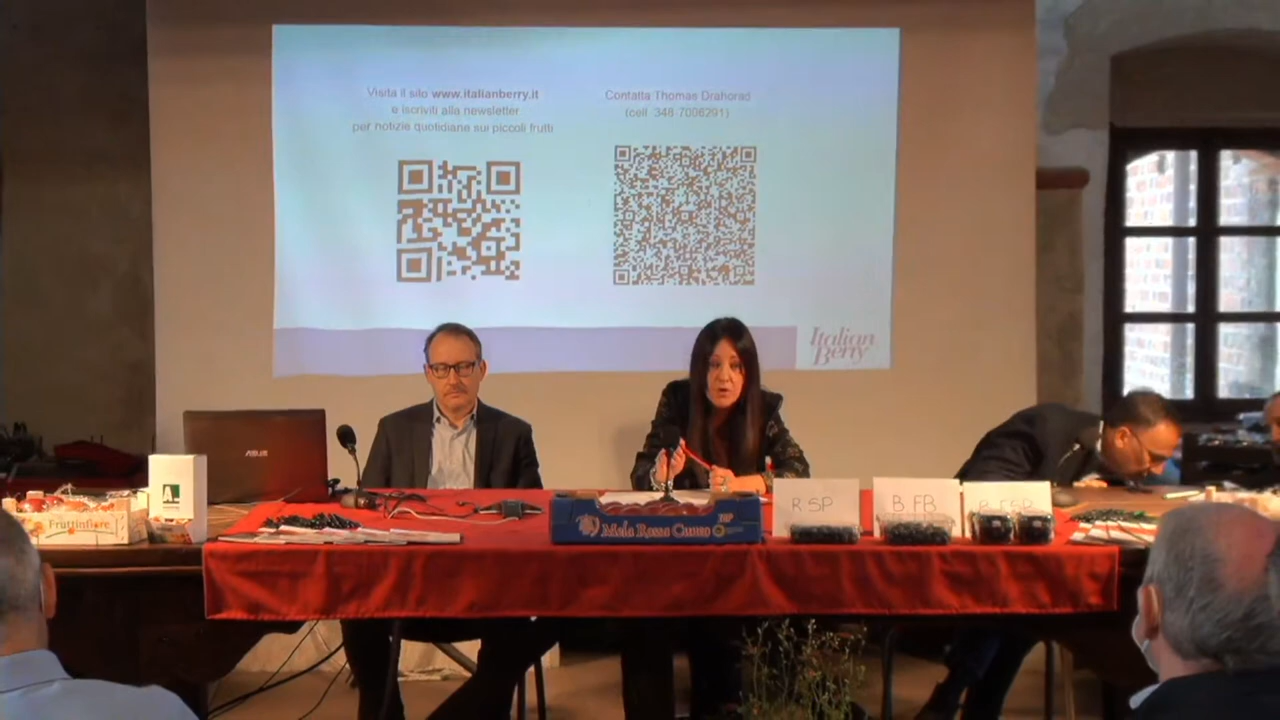 Visita il sito www.italianberry.it
e iscriviti alla newsletter
per notizie quotidiane sui piccoli frutti
Contatta Thomas Drahorad
(cell. 348 7006291)
Italian
Berry
ASUS
A
Fruttinfiore
Mela Rossa Cuneo
IGP
R SP
B FB